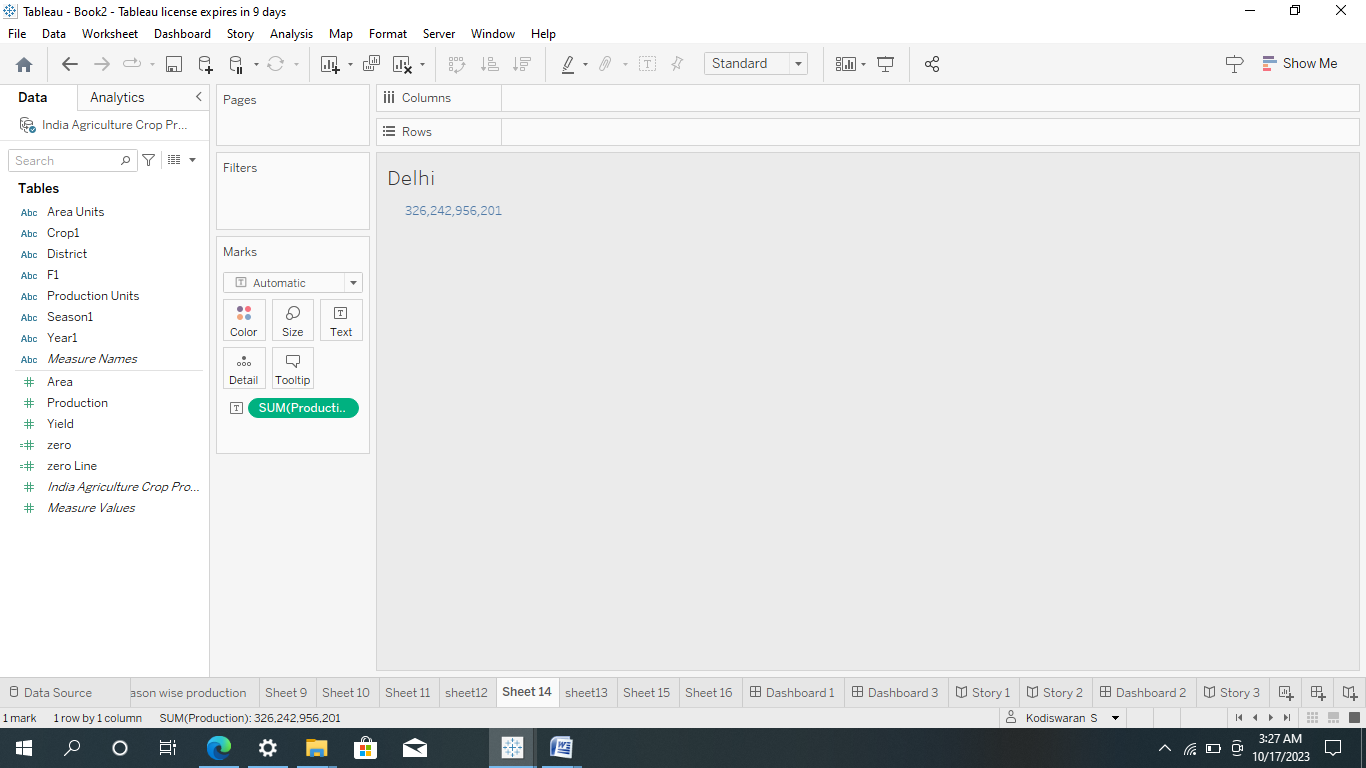 Tableau - Book2 - Tableau license expires in 9 days
File Data Worksheet Dashboard Story Analysis Map Format Server Window Help
Standard
Show Me
Data Analytics
India Agriculture Crop Pr...
Search
Tables
Abc Area Units
Abc Crop1
Abc District
Abc F1
Abc Production Units
Abc Season1
Abc Year1
Abc Measure Names
Area
Production
Yield
zero
zero Line
India Agriculture Crop Pro...
Measure Values
Pages
Filters
Marks
Automatic
Color Size Text
Detail Tooltip
SUM(Producti..
Columns
Rows
Delhi
326,242,956,201
Data Source ason wise production Sheet 9 Sheet 10 Sheet 11 sheet12 Sheet 14 sheet13 Sheet 15 Sheet 16 Dashboard 1 Dashboard 3 Story 1 Story 2 Dashboard 2 Story 3
1 mark 1 row by 1 column SUM(Production): 326,242,956,201 Kodiswaran S
3:27 AM
10/17/2023